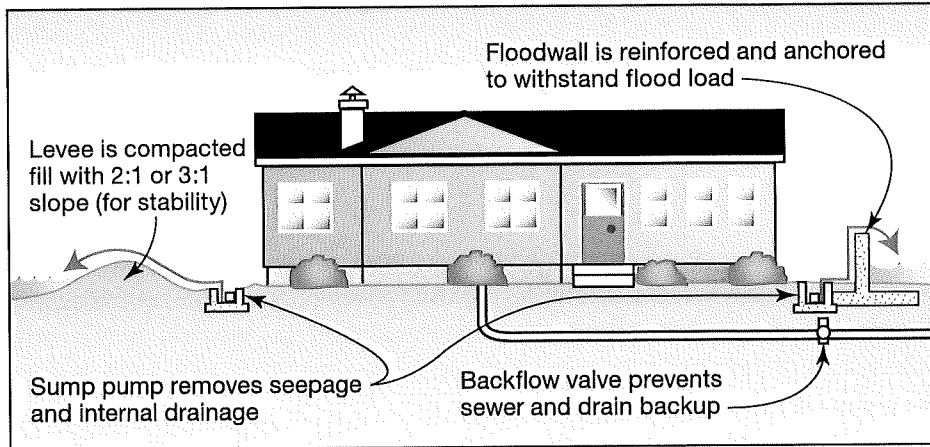 Floodwall is reinforced and anchored
to withstand flood load
Levee is compacted
fill with 2:1 or 3:1
slope (for stability)
Sump pump removes seepage
and internal drainage
Backflow valve prevents
sewer and drain backup